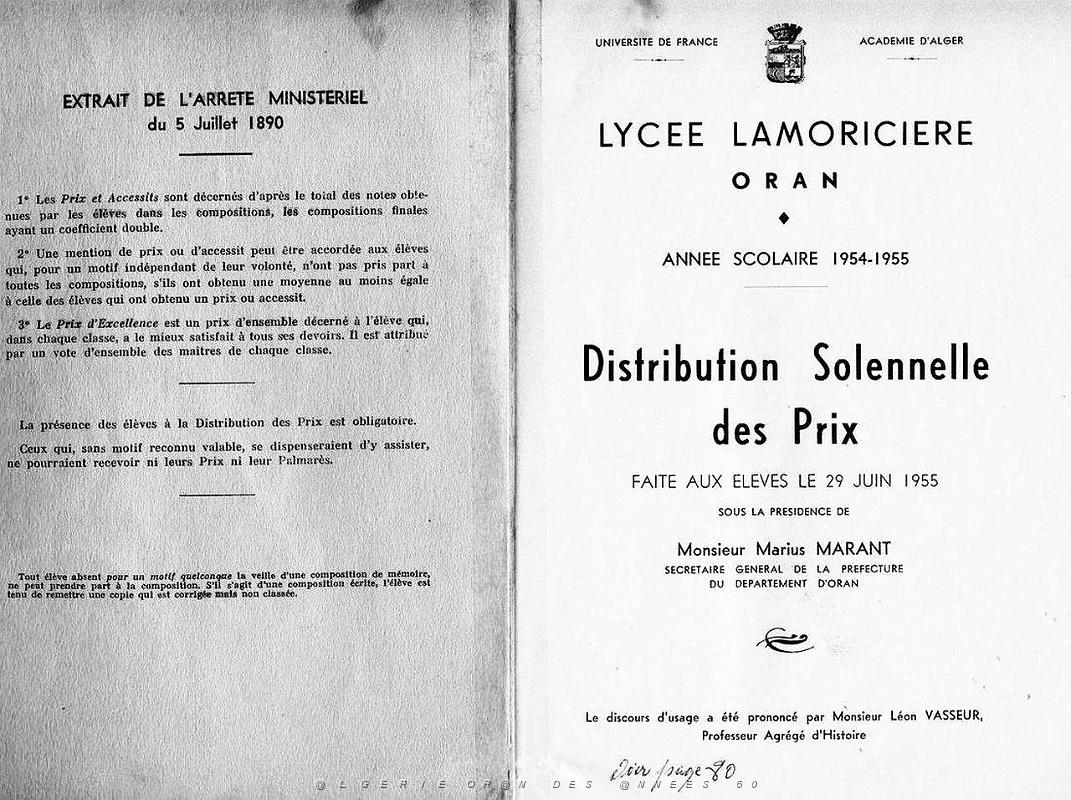 EXTRAIT DE L'ARRETE MINISTERIEL
du 5 Juillet 1890
1° Les Prix et Accessits sont décernés d'après le total des notes obte-
nues par les élèves dans les compositions, les compositions finales
ayant un coefficient double.
2° Une mention de prix ou d'accessit peut être accordée aux élèves
qui, pour un motif indépendant de leur volonté, n'ont pas pris part à
toutes les compositions, s'ils ont obtenu une moyenne au moins égale
à celle des élèves qui ont obtenu un prix ou accessit.
3° Le Prix d'Excellence est un prix d'ensemble décerné à l'élève qui,
dans chaque classe, a le mieux satisfait à tous ses devoirs. Il est attribué
par un vote d'ensemble des maîtres de chaque classe.
La présence des élèves à la Distribution des Prix est obligatoire.
Ceux qui, sans motif reconnu valable, se dispenseraient d'y assister,
ne pourraient recevoir ni leurs Prix ni leur Palmarès.
Tout élève absent pour un motif quelconque la veille d'une composition de mémoire,
ne peut prendre part à la composition. S'il s'agit d'une composition écrite, l'élève est
tenu de remettre une copie qui est corrigée mais non classée.
UNIVERSITE DE FRANCE
ACADEMIE D'ALGER
ORAN
LYCEE LAMORICIERE
ORAN
ANNEE SCOLAIRE 1954-1955
Distribution Solennelle
des Prix
FAITE AUX ELEVES LE 29 JUIN 1955
SOUS LA PRESIDENCE DE
Monsieur Marius MARANT
SECRETAIRE GENERAL DE LA PREFECTURE
DU DEPARTEMENT D'ORAN
Le discours d'usage a été prononcé par Monsieur Léon VASSEUR,
Professeur Agrégé d'Histoire
Voir page 80
@LGERIE ORAN DES @NNEES 50